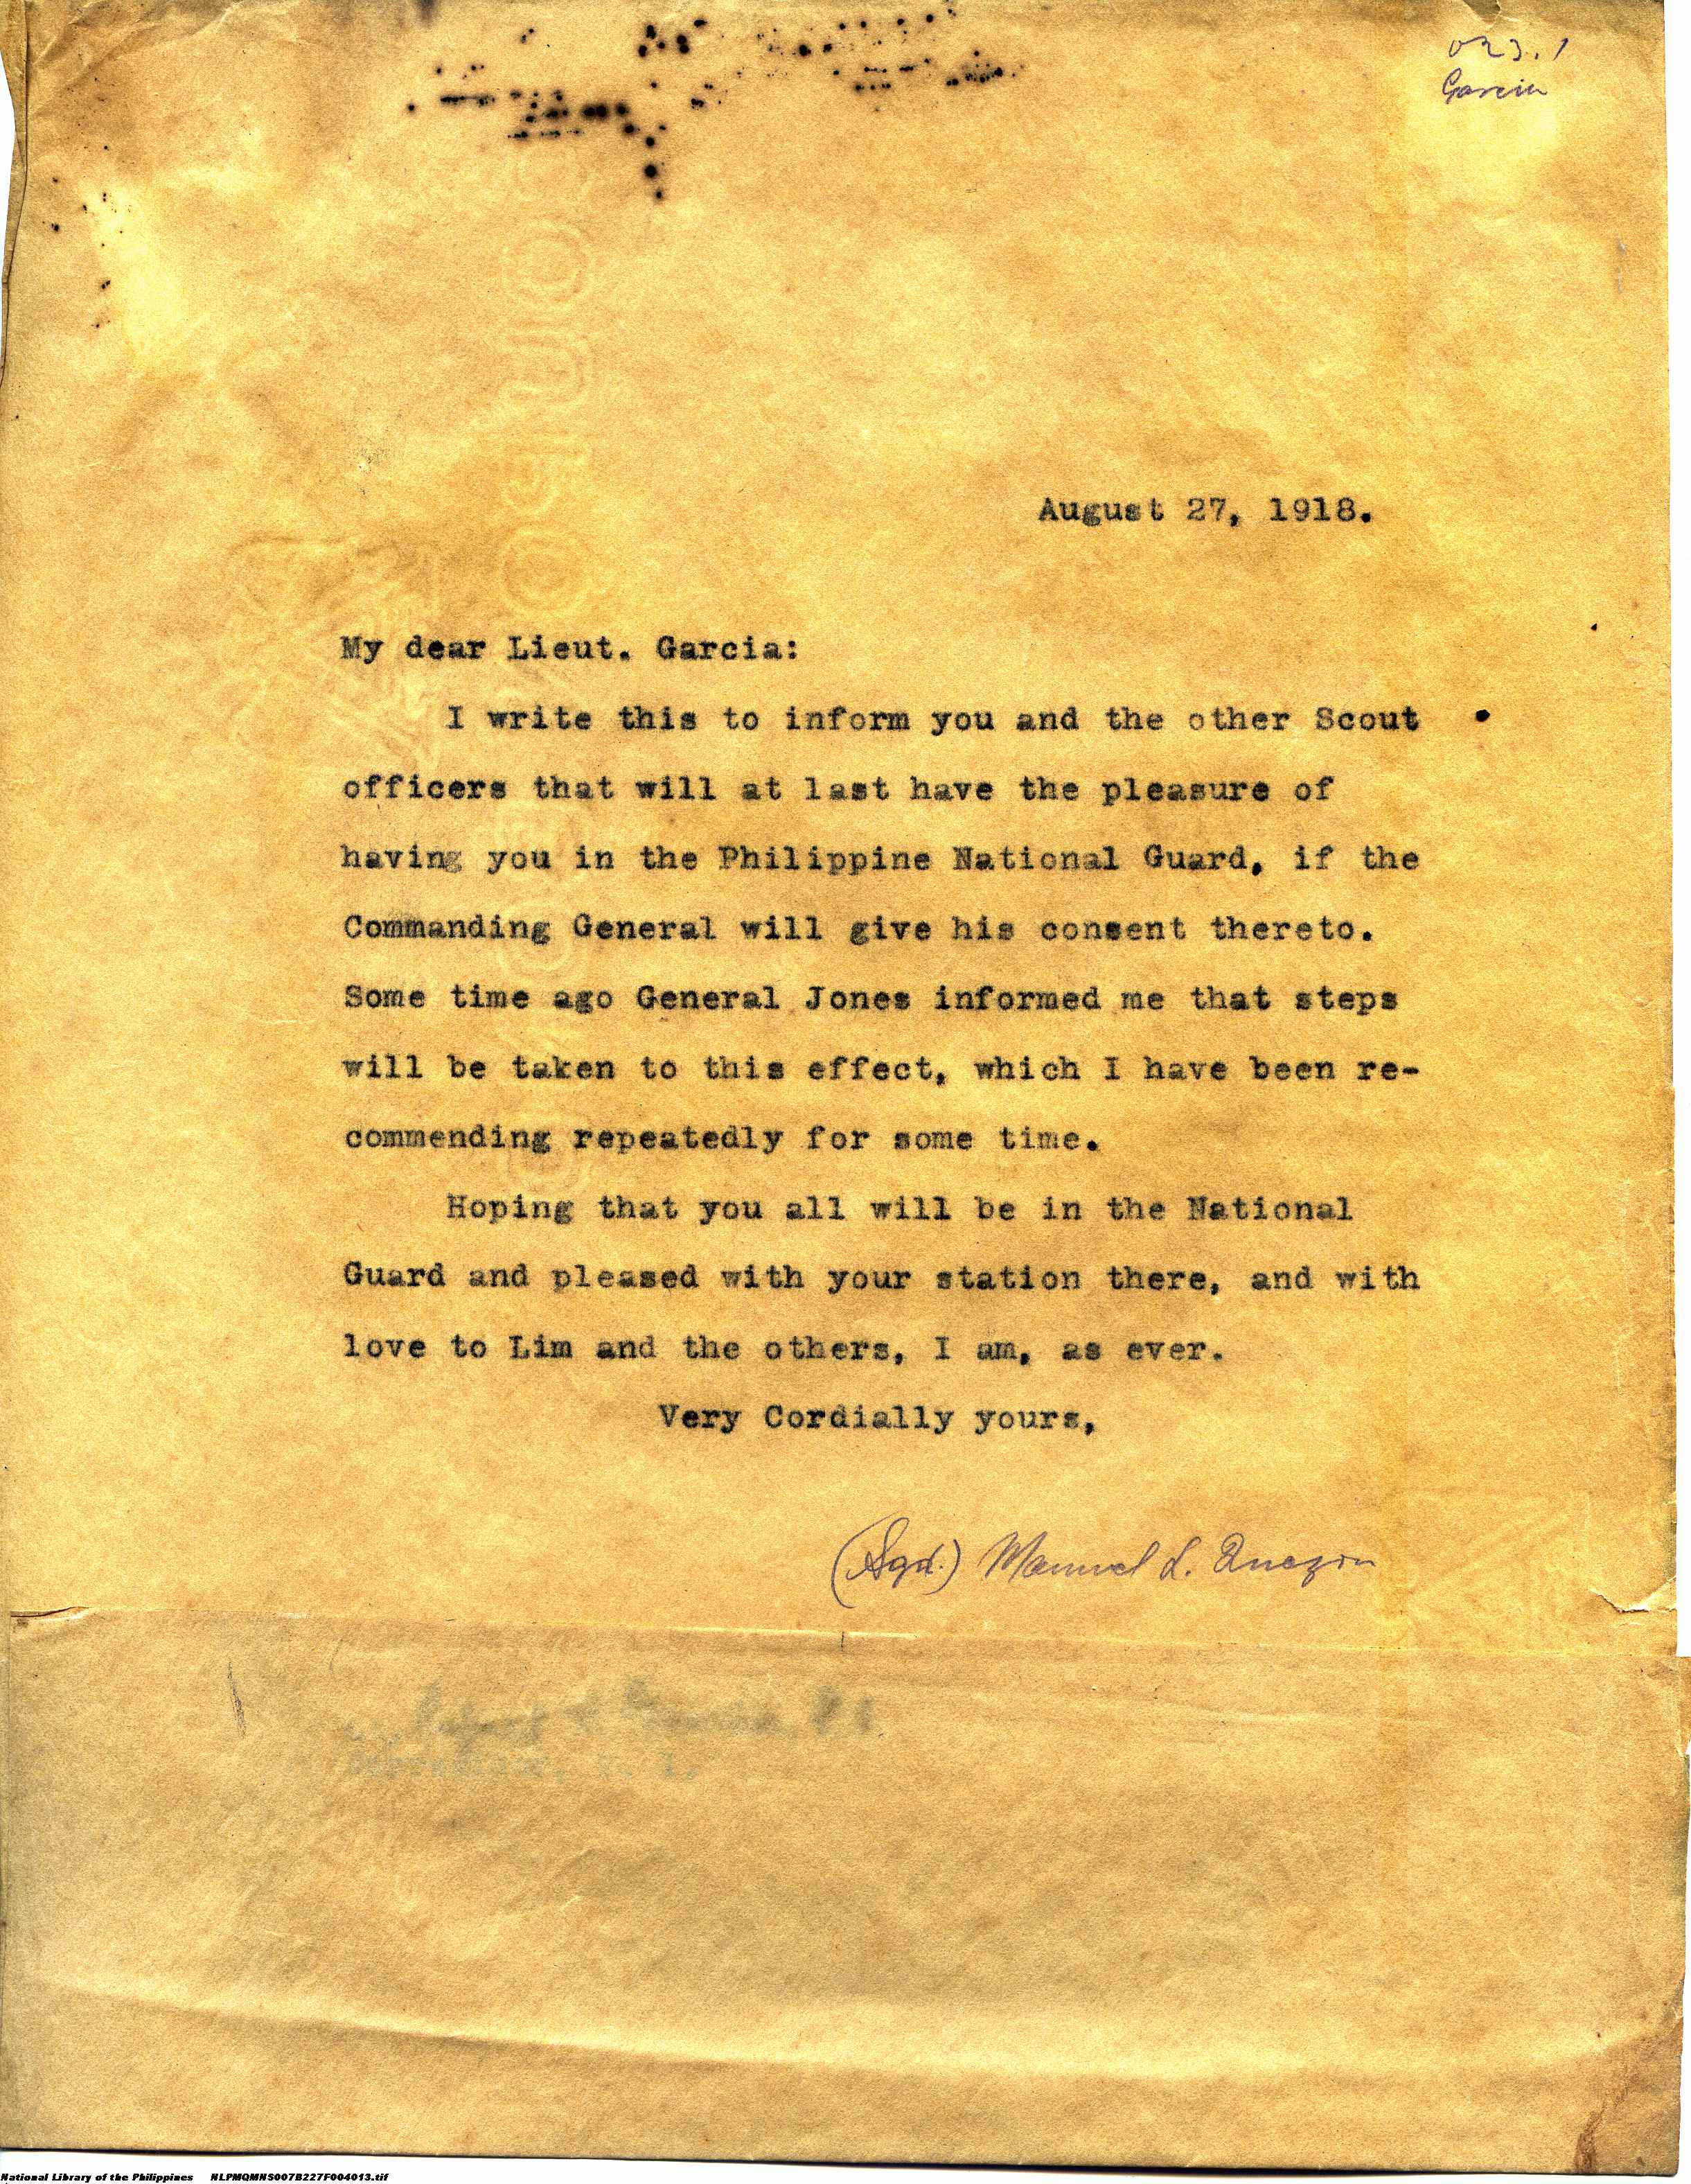 023.1
Garcia
August 27, 1918.
My dear Lieut. Garcia:
I write this to inform you and the other Scout
officers that will at last have the pleasure of
having you in the Philippine National Guard, if the
Commanding General will give his consent thereto.
Some time ago General Jones informed me that steps
will be taken to this effect, which I have been re-
commending repeatedly for some time.
Hoping that you all will be in the National
Guard and pleased with your station there, and with
love to Lim and the others, I am, as ever.
Very Cordially yours,
(Sgd.) Manuel L. Quezon
National Library of the Philippines NLPMQMNS007B227F004013.tif